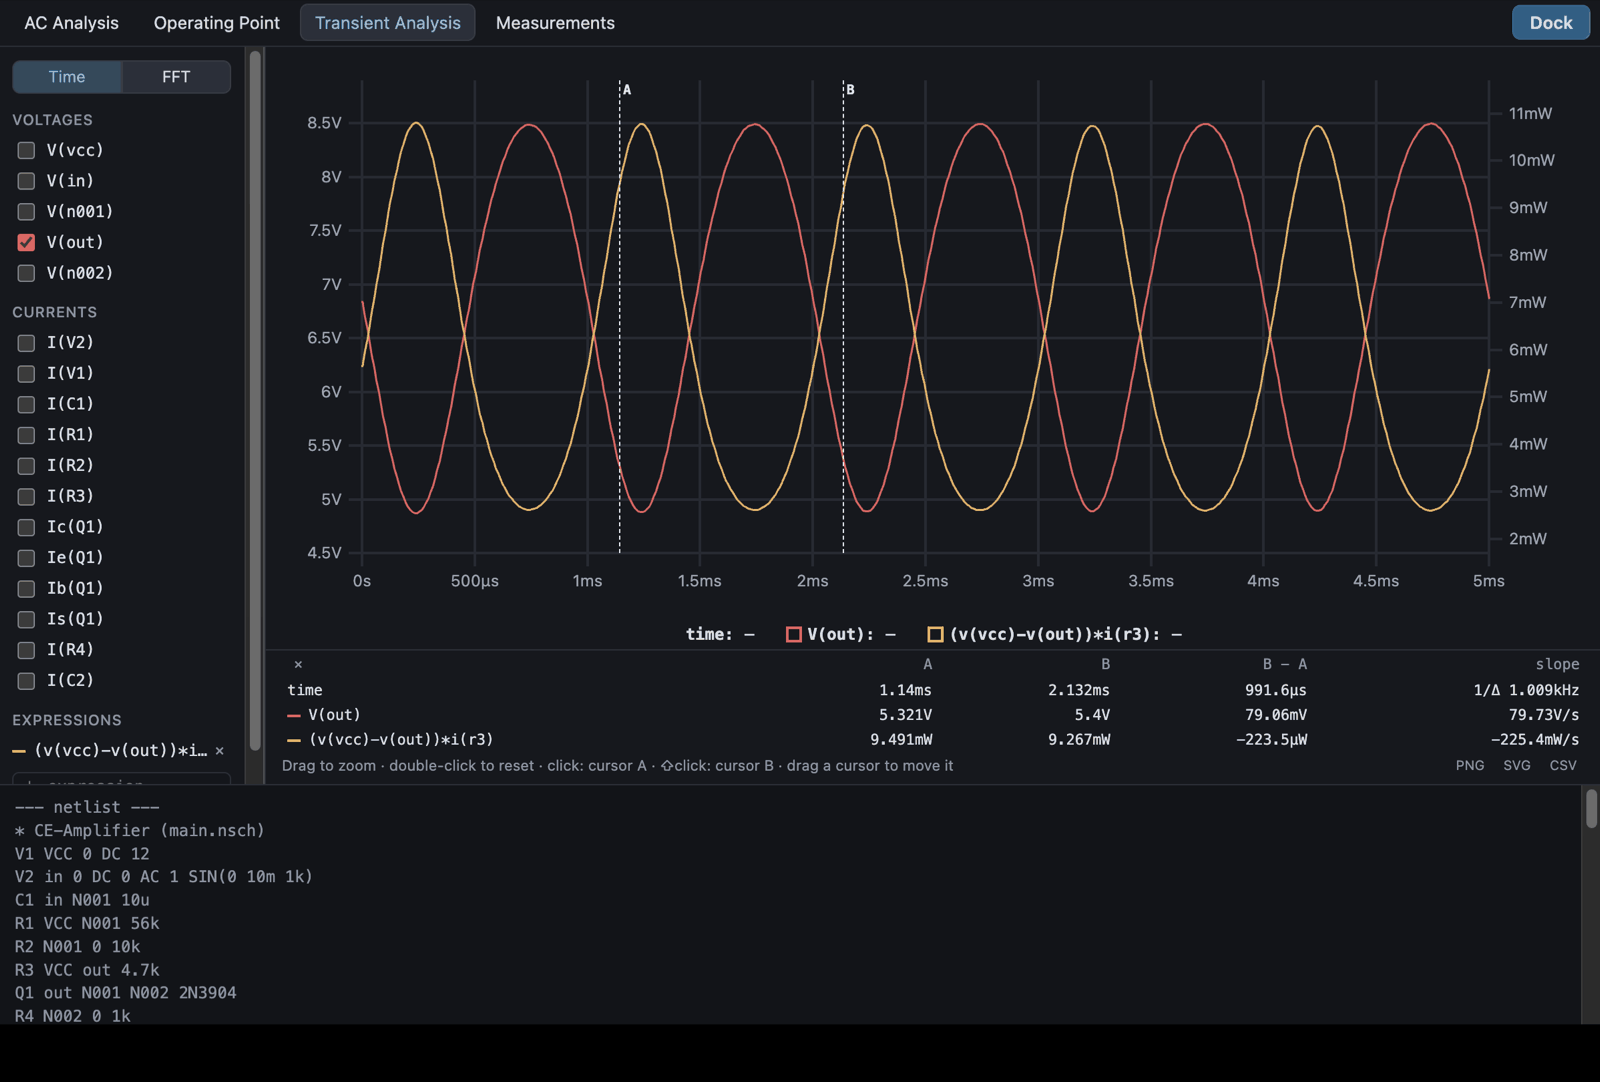 AC Analysis Operating Point Transient Analysis Measurements Dock
Time FFT
VOLTAGES
V(vcc)
V(in)
V(n001)
V(out)
V(n002)
CURRENTS
I(V2)
I(V1)
I(C1)
I(R1)
I(R2)
I(R3)
Ic(Q1)
Ie(Q1)
Ib(Q1)
Is(Q1)
I(R4)
I(C2)
EXPRESSIONS
(v(vcc)-v(out))*i… ×
A B
8.5V
8V
7.5V
7V
6.5V
6V
5.5V
5V
4.5V
11mW
10mW
9mW
8mW
7mW
6mW
5mW
4mW
3mW
2mW
0s 500μs 1ms 1.5ms 2ms 2.5ms 3ms 3.5ms 4ms 4.5ms 5ms
time: — V(out): — (v(vcc)-v(out))*i(r3): —
× A B B – A slope
time 1.14ms 2.132ms 991.6μs 1/Δ 1.009kHz
V(out) 5.321V 5.4V 79.06mV 79.73V/s
(v(vcc)-v(out))*i(r3) 9.491mW 9.267mW -223.5μW -225.4mW/s
Drag to zoom · double-click to reset · click: cursor A · ⇧click: cursor B · drag a cursor to move it PNG SVG CSV
--- netlist ---
* CE-Amplifier (main.nsch)
V1 VCC 0 DC 12
V2 in 0 DC 0 AC 1 SIN(0 10m 1k)
C1 in N001 10u
R1 VCC N001 56k
R2 N001 0 10k
R3 VCC out 4.7k
Q1 out N001 N002 2N3904
R4 N002 0 1k